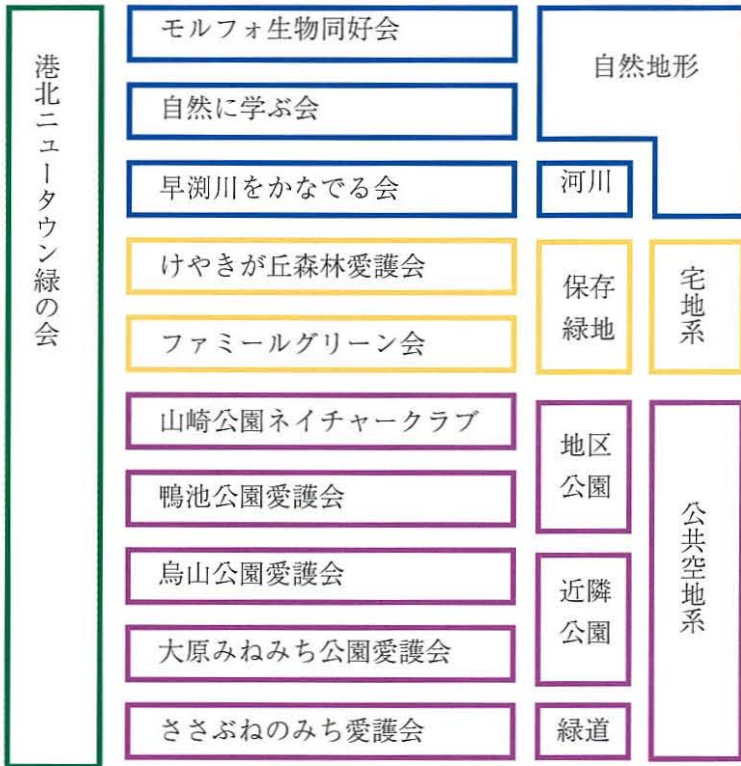 港北ニュータウン緑の会
モルフォ生物同好会
自然に学ぶ会
早渕川をかなでる会
けやきが丘森林愛護会
ファミールグリーン会
山崎公園ネイチャークラブ
鴨池公園愛護会
烏山公園愛護会
大原みねみち公園愛護会
ささぶねのみち愛護会
自然地形
河川
保存
緑地
宅地系
地区
公園
近隣
公園
緑道
公共空地系